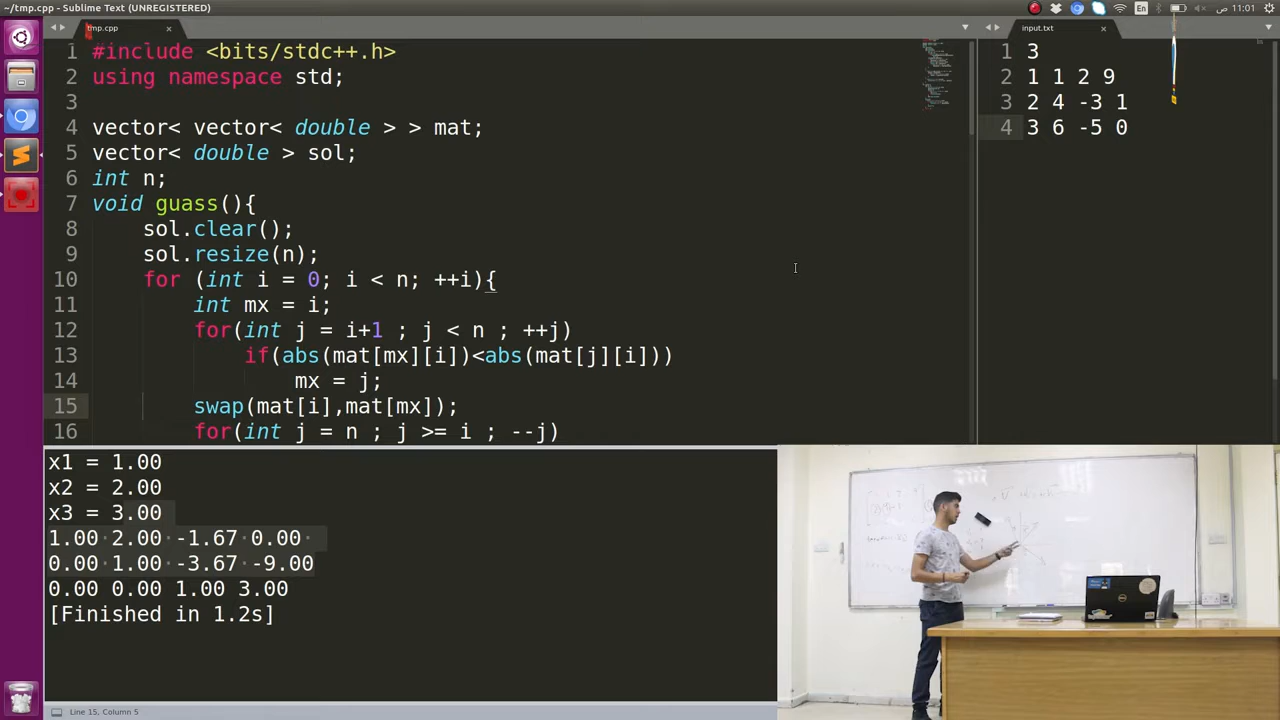 ~/tmp.cpp - Sublime Text (UNREGISTERED)
En
11:01 ص
tmp.cpp
input.txt
1 #include <bits/stdc++.h>
2 using namespace std;
3
4 vector< vector< double > > mat;
5 vector< double > sol;
6 int n;
7 void guass(){
8 sol.clear();
9 sol.resize(n);
10 for (int i = 0; i < n; ++i){
11 int mx = i;
12 for(int j = i+1 ; j < n ; ++j)
13 if(abs(mat[mx][i])<abs(mat[j][i]))
14 mx = j;
15 swap(mat[i],mat[mx]);
16 for(int j = n ; j >= i ; --j)
1 3
2 1 1 2 9
3 2 4 -3 1
4 3 6 -5 0
x1 = 1.00
x2 = 2.00
x3 = 3.00
1.00 2.00 -1.67 0.00
0.00 1.00 -3.67 -9.00
0.00 0.00 1.00 3.00
[Finished in 1.2s]
Line 15, Column 5